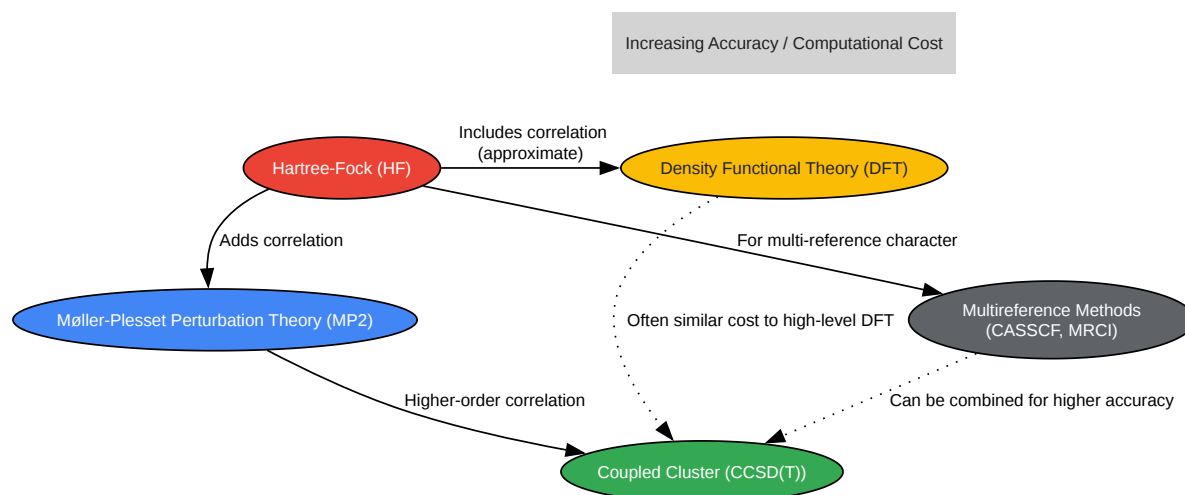 Increasing Accuracy / Computational Cost
Includes correlation
(approximate)
Hartree-Fock (HF)
Density Functional Theory (DFT)
Adds correlation
For multi-reference character
Møller-Plesset Perturbation Theory (MP2)
Often similar cost to high-level DFT
Multireference Methods
(CASSCF, MRCI)
Higher-order correlation
Can be combined for higher accuracy
Coupled Cluster (CCSD(T))